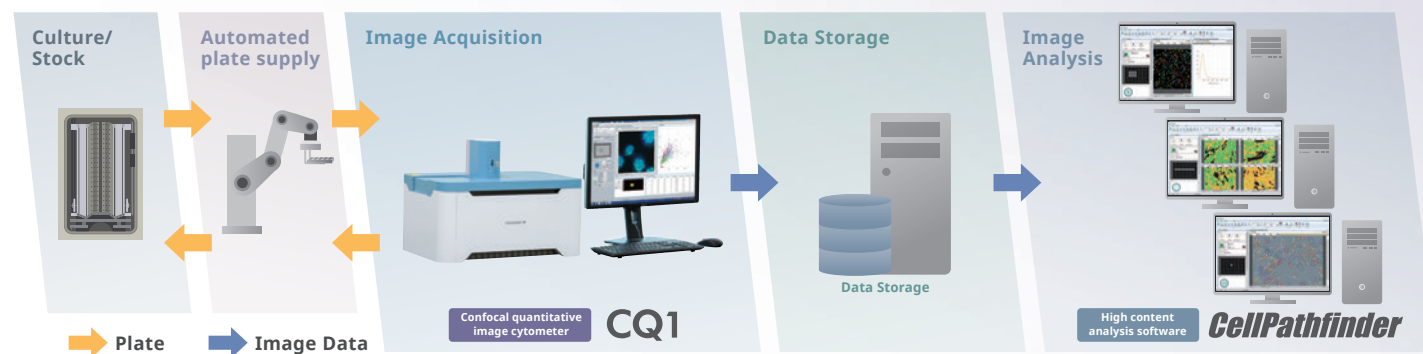 Culture/
Stock
Automated
plate supply
Image Acquisition
Data Storage
Image
Analysis
Data Storage
Confocal quantitative
image cytometer
CQ1
High content
analysis software
CellPathfinder
Plate
Image Data